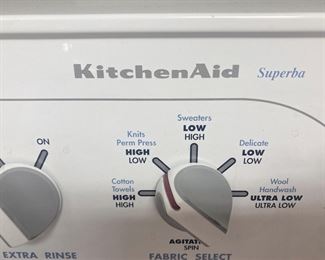 KitchenAid Superba
Sweaters
LOW
HIGH
Knits
Perm Press
HIGH
LOW
Delicate
LOW
LOW
ON
Cotton
Towels
HIGH
HIGH
Wool
Handwash
ULTRA LOW
ULTRA LOW
AGITAT
SPIN
EXTRA RINSE
FABRIC SELECT